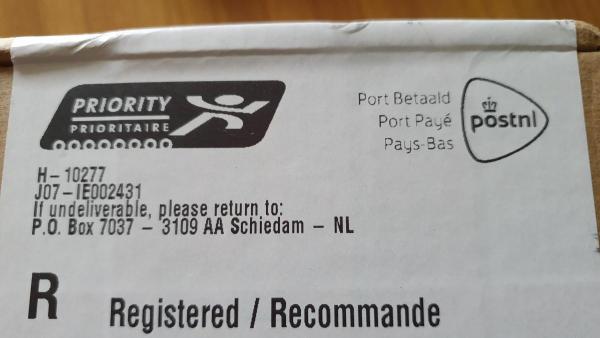 PRIORITY
PRIORITAIRE
Port Betaald
Port Payé
Pays-Bas
postnl
H- 10277
J07-IE002431
If undeliverable, please return to:
P.O. Box 7037 - 3109 AA Schiedam - NL
R
Registered / Recommande